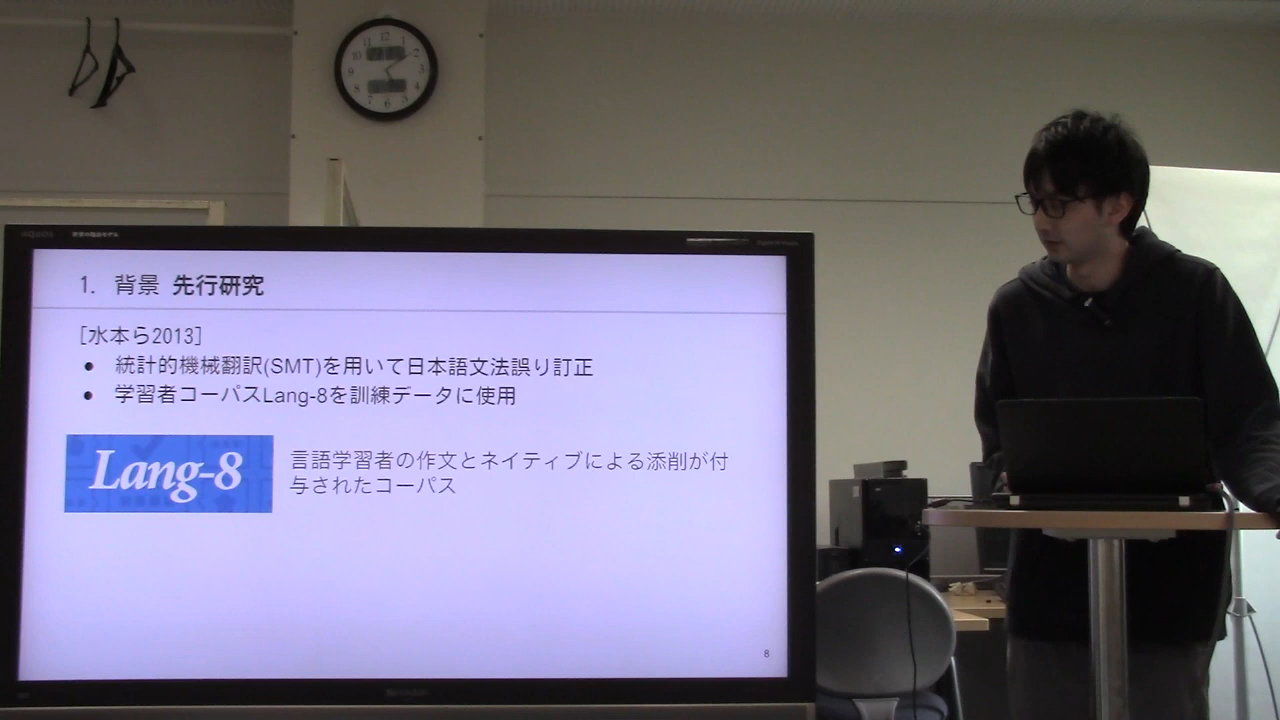 AQUOS
1. 背景 先行研究
[水本ら2013]
● 統計的機械翻訳(SMT)を用いて日本語文法誤り訂正
● 学習者コーパスLang-8を訓練データに使用
Lang-8
言語学習者の作文とネイティブによる添削が付
与されたコーパス
8